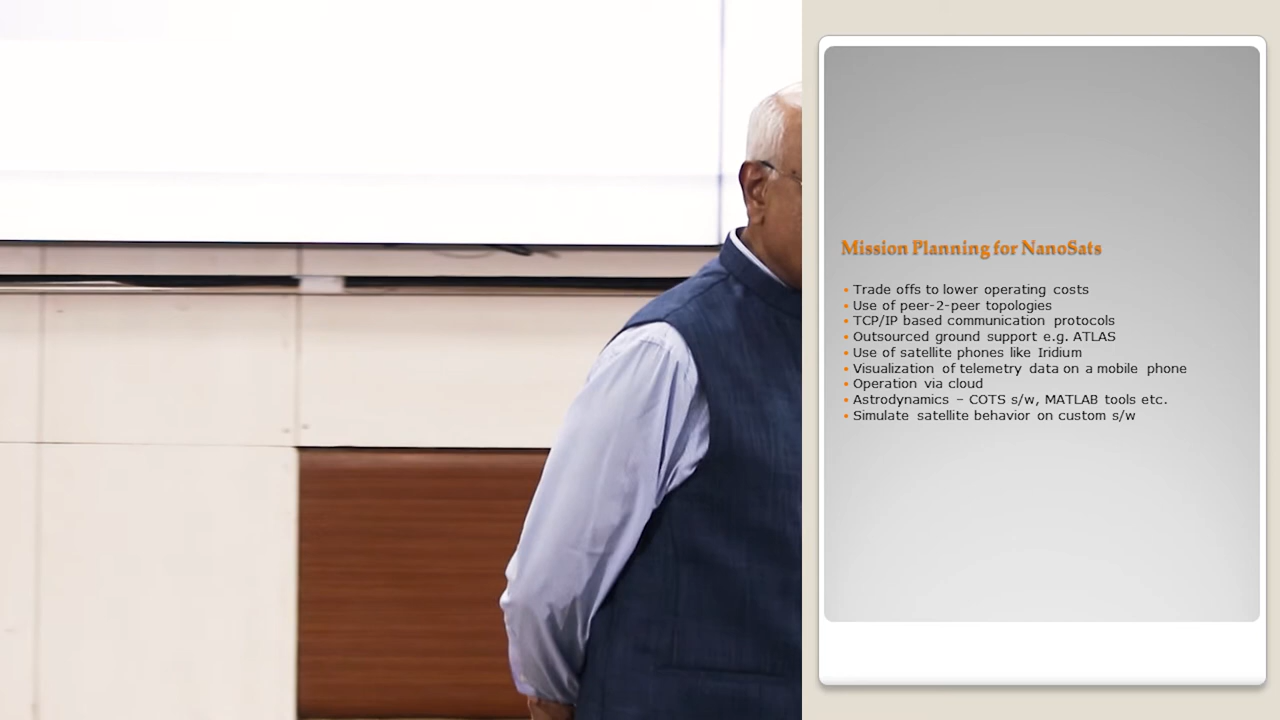 Mission Planning for NanoSats
• Trade offs to lower operating costs
• Use of peer-2-peer topologies
• TCP/IP based communication protocols
• Outsourced ground support e.g. ATLAS
• Use of satellite phones like Iridium
• Visualization of telemetry data on a mobile phone
• Operation via cloud
• Astrodynamics – COTS s/w, MATLAB tools etc.
• Simulate satellite behavior on custom s/w